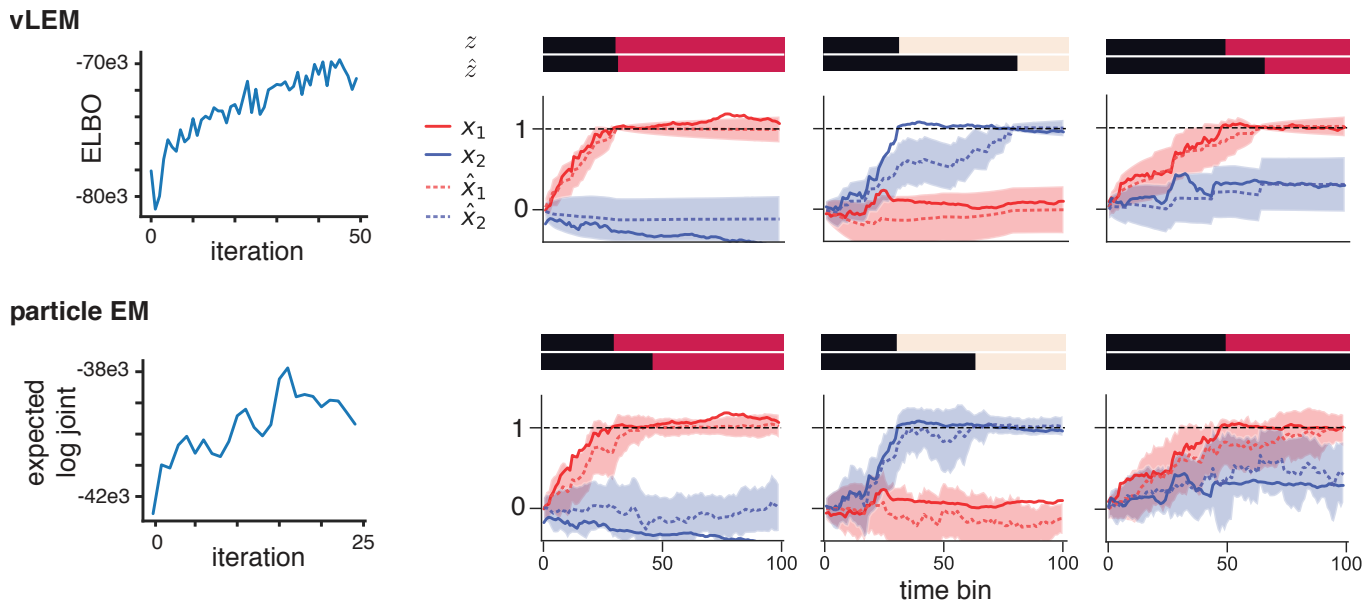 vLEM
-70e3
ELBO
-80e3
0
50
iteration
z
ẑ
x₁
x₂
x̂₁
x̂₂
1
0
particle EM
-38e3
expected
log joint
-42e3
0
25
iteration
1
0
0
50
100
0
50
100
0
50
100
time bin